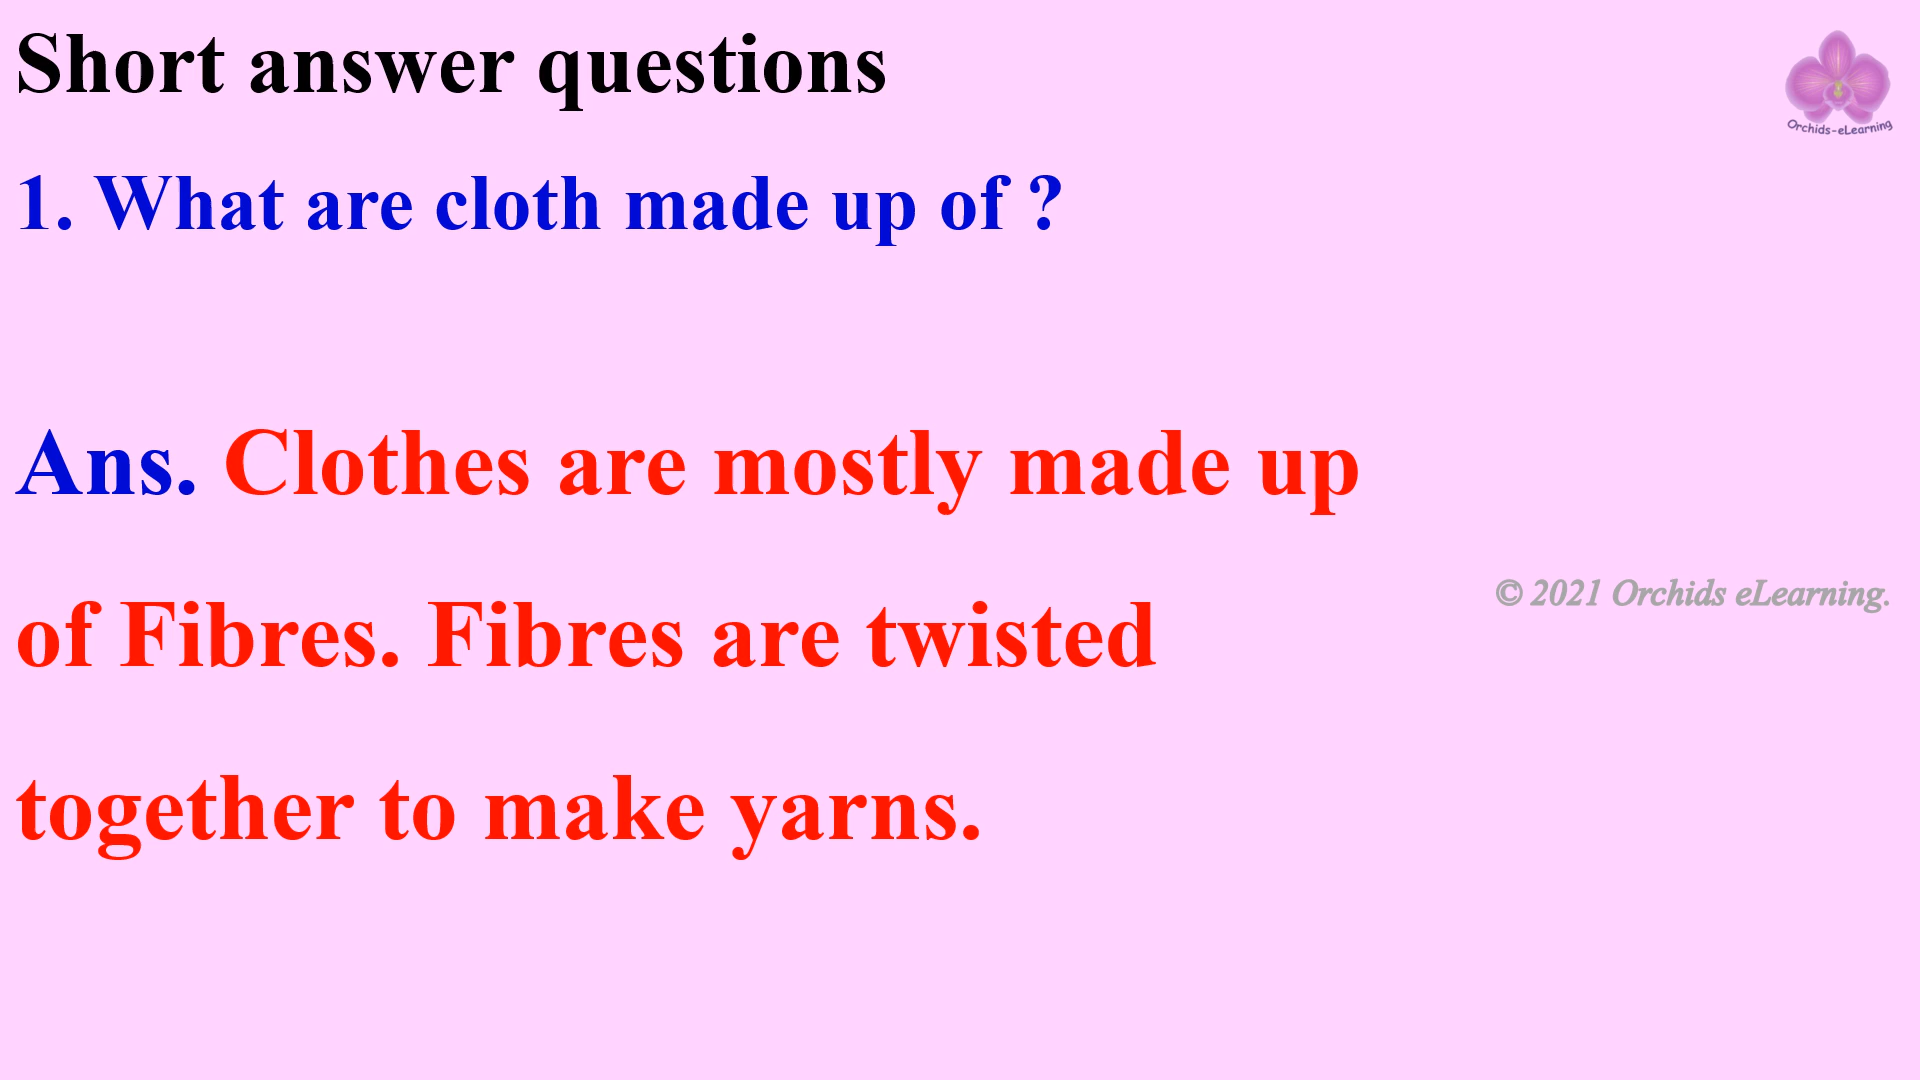 Short answer questions
Orchids-eLearning
1. What are cloth made up of ?
Ans. Clothes are mostly made up
of Fibres. Fibres are twisted
© 2021 Orchids eLearning.
together to make yarns.